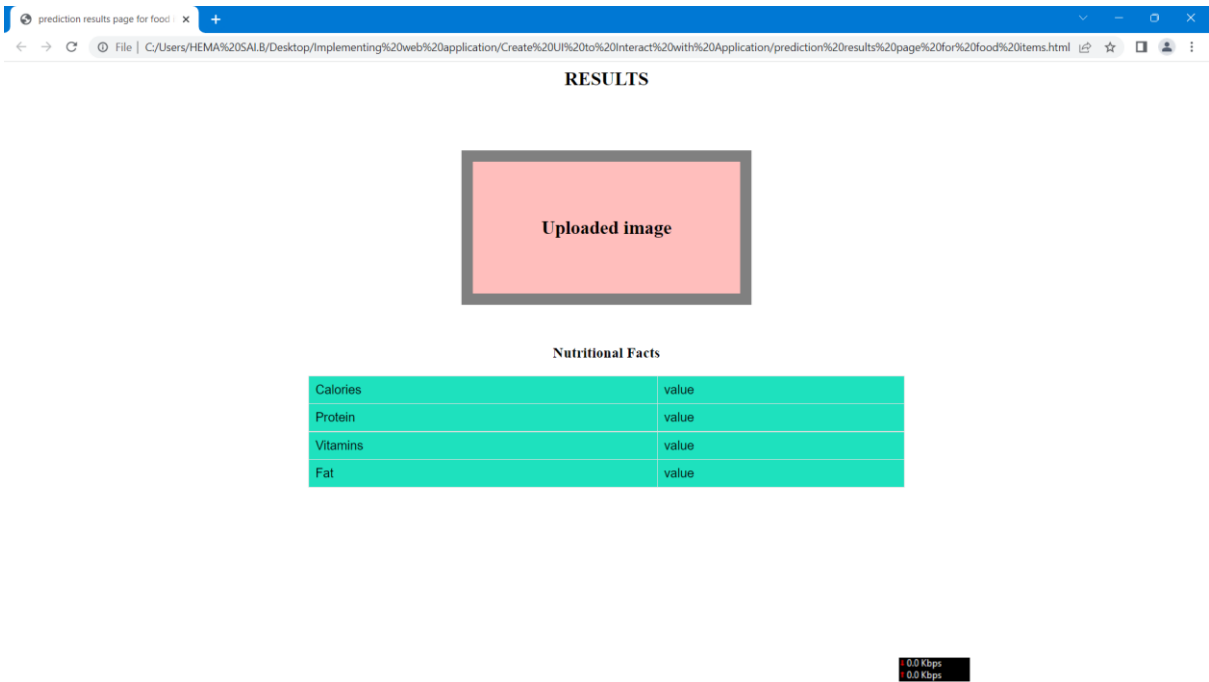 prediction results page for food
File | C:/Users/HEMA%20SAI.B/Desktop/Implementing%20web%20application/Create%20UI%20to%20Interact%20with%20Application/prediction%20results%20page%20for%20food%20items.html
RESULTS
Uploaded image
Nutritional Facts
Calories value
Protein value
Vitamins value
Fat value
0.0 Kbps
0.0 Kbps